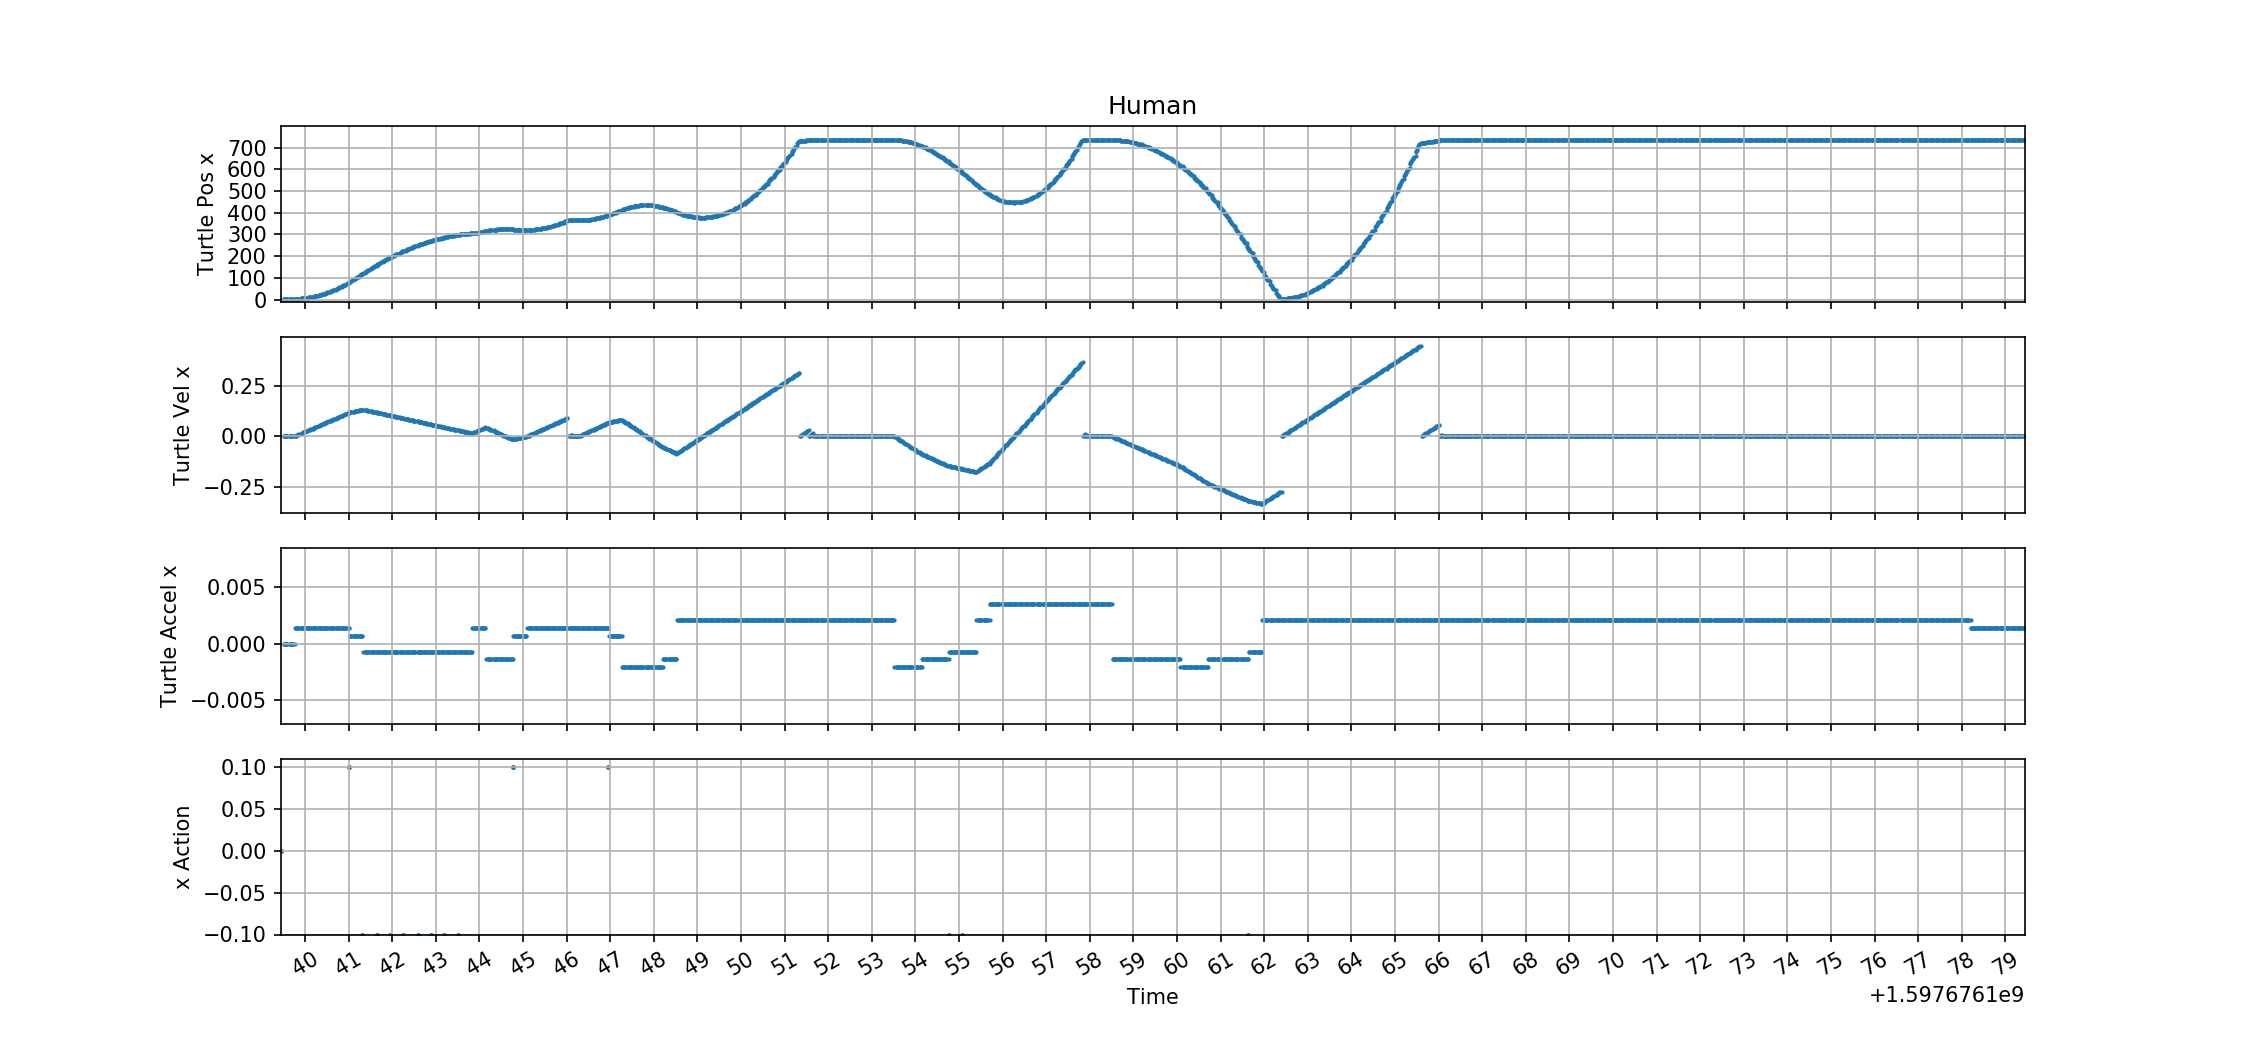 Human
Turtle Pos x
700
600
500
400
300
200
100
0
Turtle Vel x
0.25
0.00
−0.25
Turtle Accel x
0.005
0.000
−0.005
x Action
0.10
0.05
0.00
−0.05
−0.10
40 41 42 43 44 45 46 47 48 49 50 51 52 53 54 55 56 57 58 59 60 61 62 63 64 65 66 67 68 69 70 71 72 73 74 75 76 77 78 79
Time
+1.5976761e9